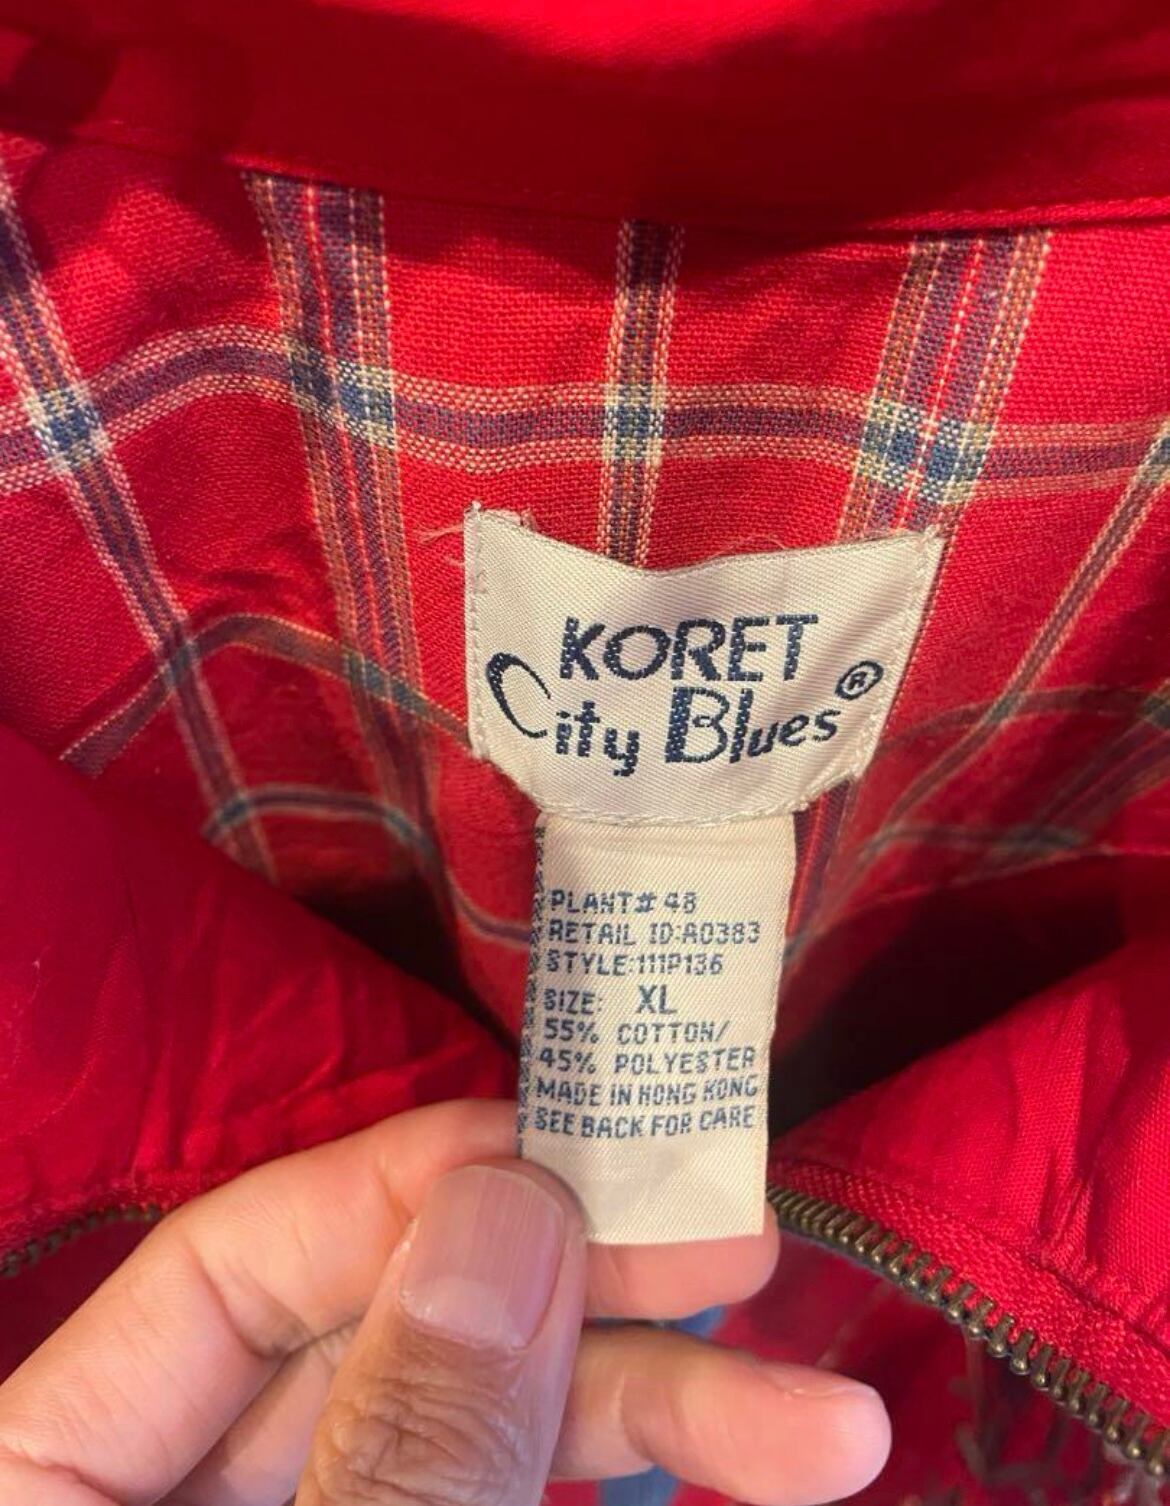 KORET
City Blues®
PLANT# 48
RETAIL ID:A0383
STYLE:111P136
SIZE: XL
55% COTTON/
45% POLYESTER
MADE IN HONG KONG
SEE BACK FOR CARE